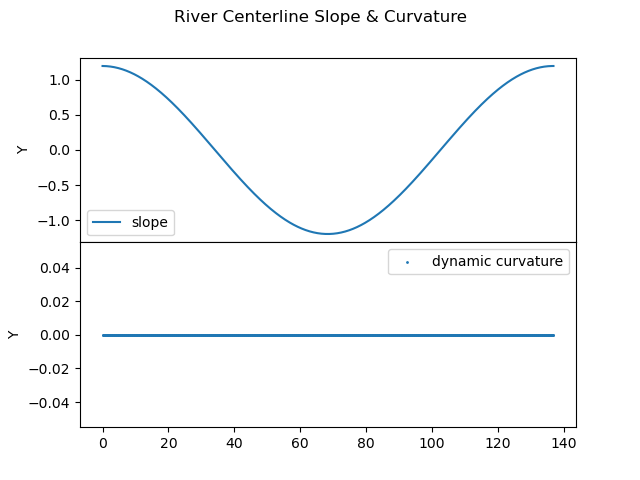 River Centerline Slope & Curvature
1.0
0.5
0.0
−0.5
−1.0
Y
slope
dynamic curvature
0.04
0.02
0.00
−0.02
−0.04
Y
0 20 40 60 80 100 120 140